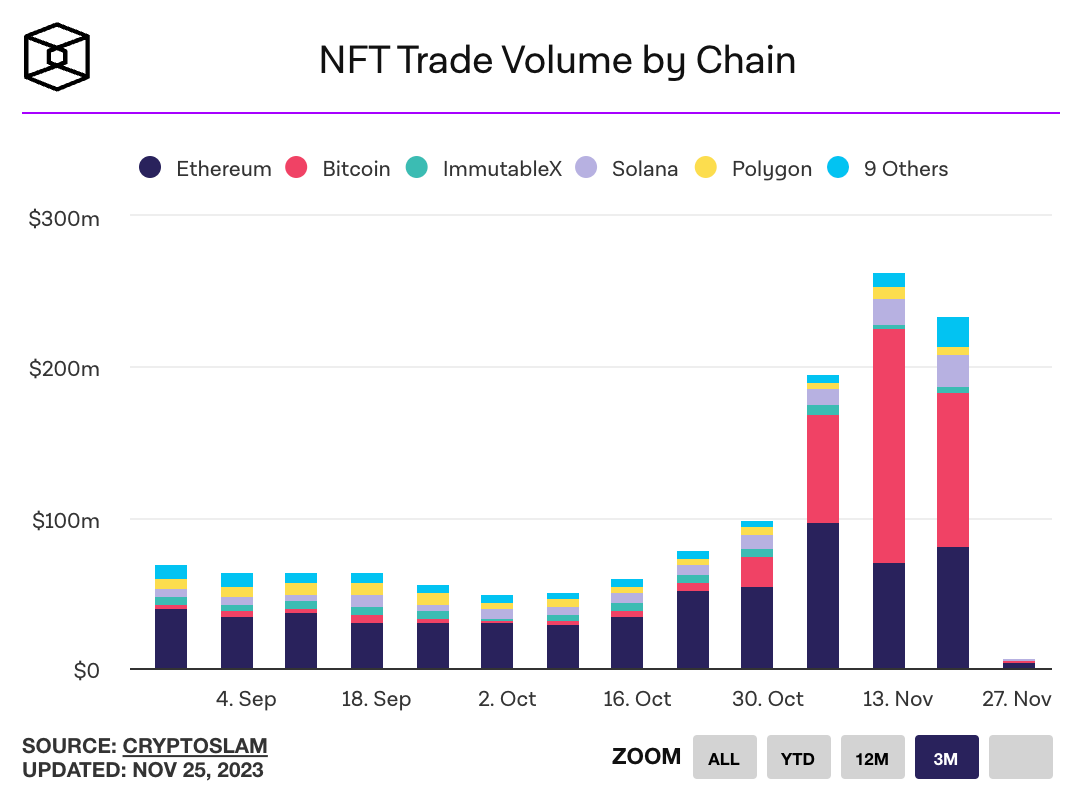 NFT Trade Volume by Chain
Ethereum Bitcoin ImmutableX Solana Polygon 9 Others
$300m
$200m
$100m
$0
4. Sep 18. Sep 2. Oct 16. Oct 30. Oct 13. Nov 27. Nov
SOURCE: CRYPTOSLAM
UPDATED: NOV 25, 2023
ZOOM ALL YTD 12M 3M